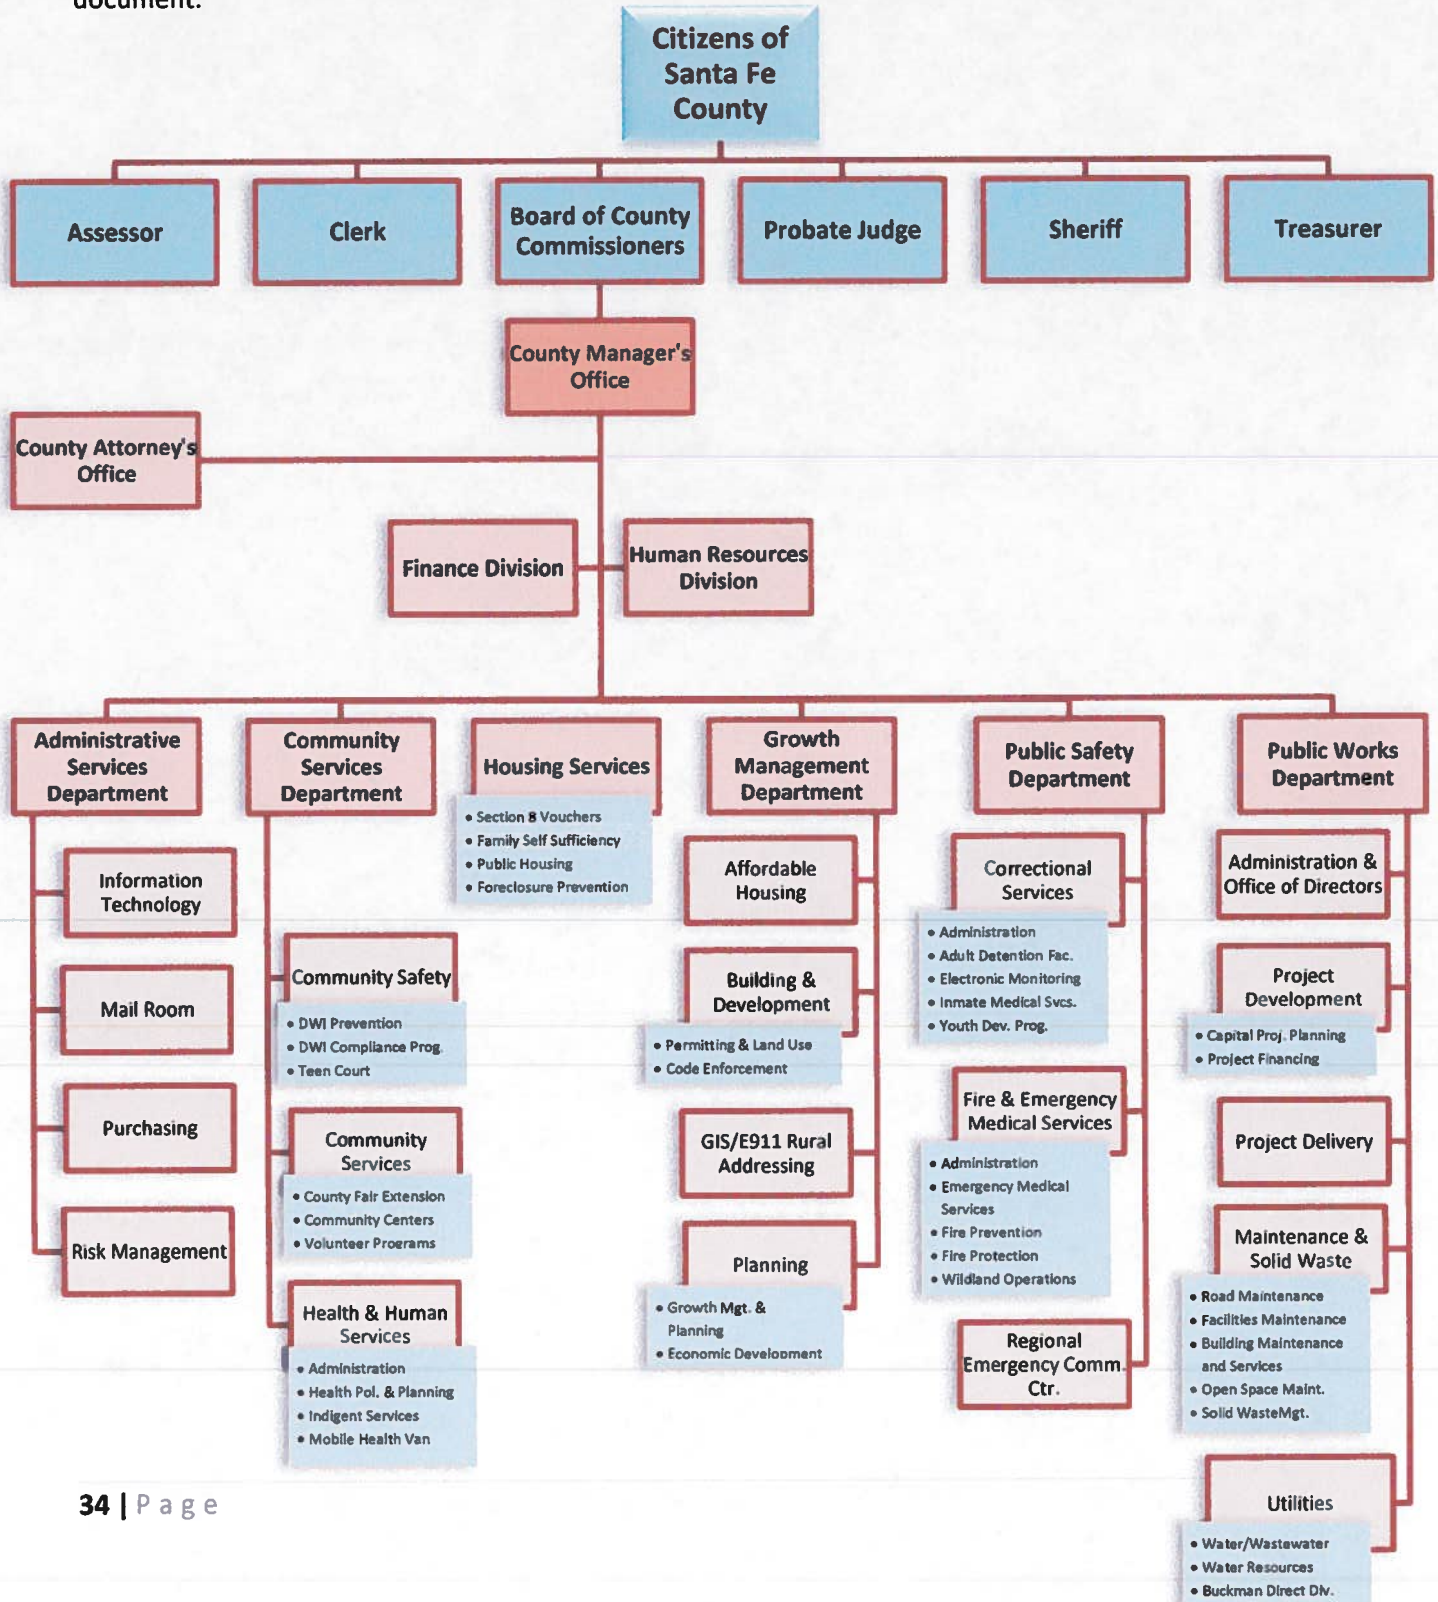 document.
Citizens of
Santa Fe
County
Assessor
Clerk
Board of County
Commissioners
Probate Judge
Sheriff
Treasurer
County Manager's
Office
County Attorney's
Office
Finance Division
Human Resources
Division
Administrative
Services
Department
Information
Technology
Mail Room
Purchasing
Risk Management
Community
Services
Department
Community Safety
• DWI Prevention
• DWI Compliance Prog.
• Teen Court
Community
Services
• County Fair Extension
• Community Centers
• Volunteer Programs
Health & Human
Services
• Administration
• Health Pol. & Planning
• Indigent Services
• Mobile Health Van
Housing Services
• Section 8 Vouchers
• Family Self Sufficiency
• Public Housing
• Foreclosure Prevention
Growth
Management
Department
Affordable
Housing
Building &
Development
• Permitting & Land Use
• Code Enforcement
GIS/E911 Rural
Addressing
Planning
• Growth Mgt. &
Planning
• Economic Development
Public Safety
Department
Correctional
Services
• Administration
• Adult Detention Fac.
• Electronic Monitoring
• Inmate Medical Svcs.
• Youth Dev. Prog.
Fire & Emergency
Medical Services
• Administration
• Emergency Medical
Services
• Fire Prevention
• Fire Protection
• Wildland Operations
Regional
Emergency Comm.
Ctr.
Public Works
Department
Administration &
Office of Directors
Project
Development
• Capital Proj. Planning
• Project Financing
Project Delivery
Maintenance &
Solid Waste
• Road Maintenance
• Facilities Maintenance
• Building Maintenance
and Services
• Open Space Maint.
• Solid WasteMgt.
Utilities
• Water/Wastewater
• Water Resources
• Buckman Direct Div.
34 | Page